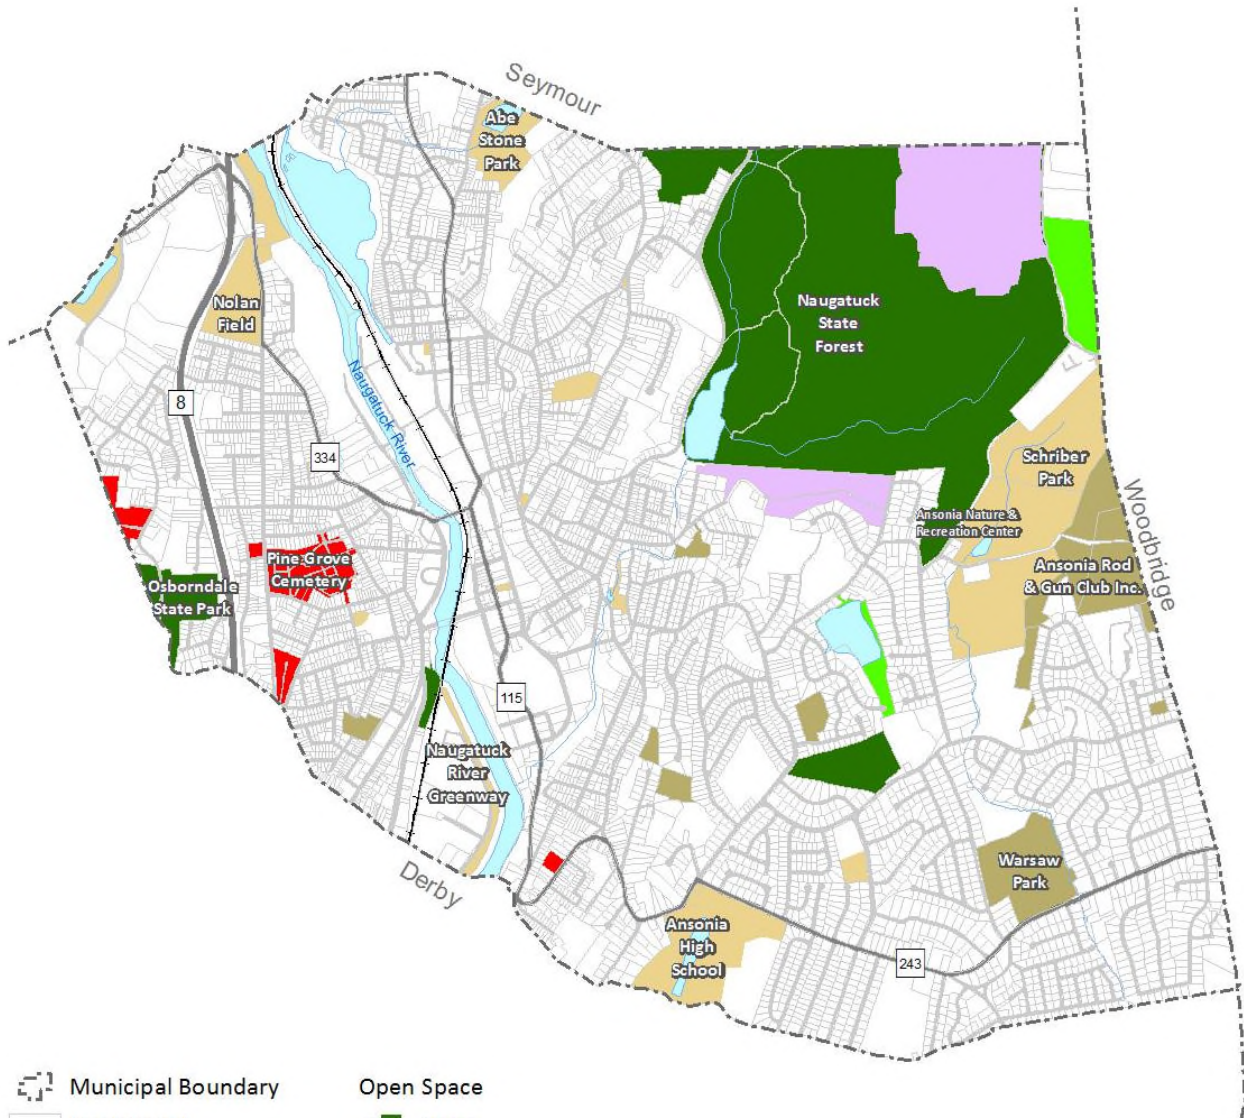 Seymour
Abe
Stone
Park
Nolan
Field
Naugatuck
State
Forest
Naugatuck River
8
334
Schriber
Park
Woodbridge
Ansonia Nature &
Recreation Center
Pine Grove
Cemetery
Ansonia Rod
& Gun Club Inc.
Osborndale
State Park
115
Naugatuck
River
Greenway
Derby
Warsaw
Park
Ansonia
High
School
243
Municipal Boundary
Open Space